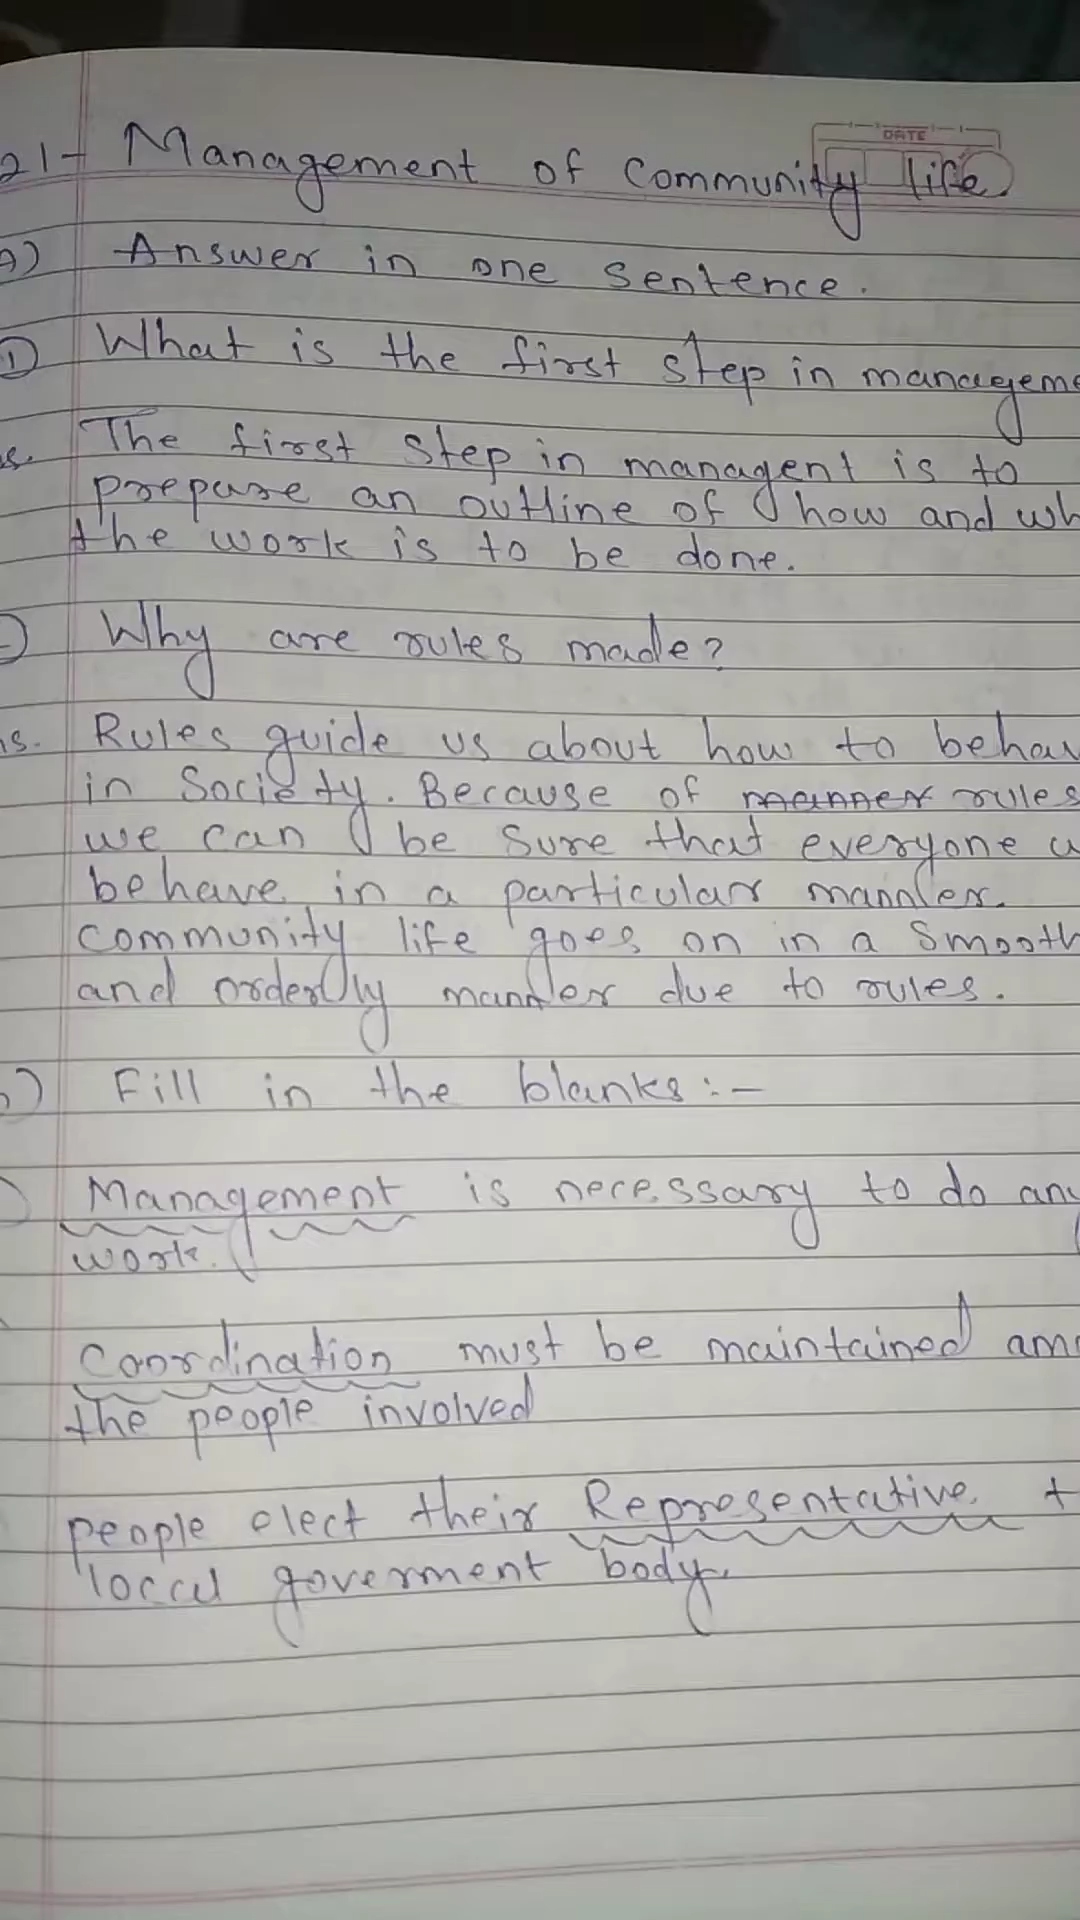 21- Management of Community life
DATE
A) Answer in one sentence.
① What is the first step in manageme
s. The first step in managent is to
prepare an outline of how and wh
the work is to be done.
Why are rules made?
ns. Rules guide us about how to behav
in Society. Because of manner rules
we can be sure that everyone
behave in a particular manner.
community life goes on in a smooth
and orderly manner due to rules.
Fill in the blanks:-
Management is necessary to do any
work.
Coordination must be maintained am
the people involved
people elect their Representative t
local goverment body.